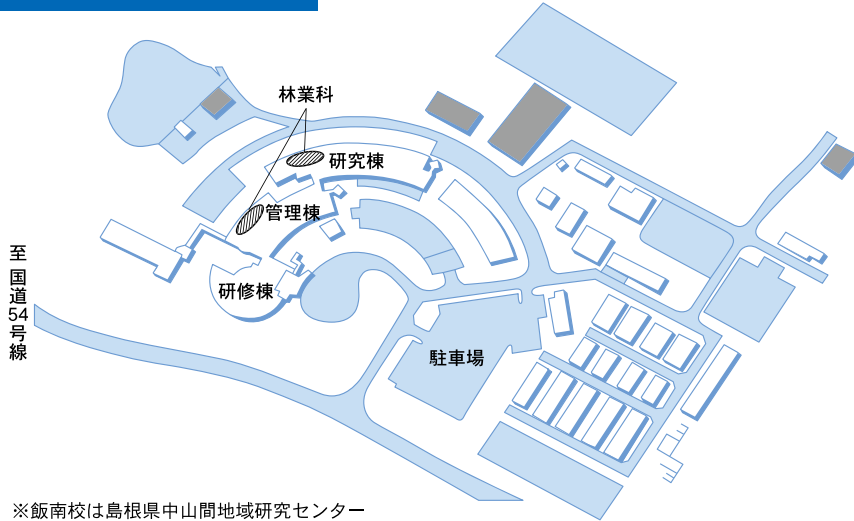 林業科
研究棟
管理棟
研修棟
至 国道54号線
駐車場
※飯南校は島根県中山間地域研究センター